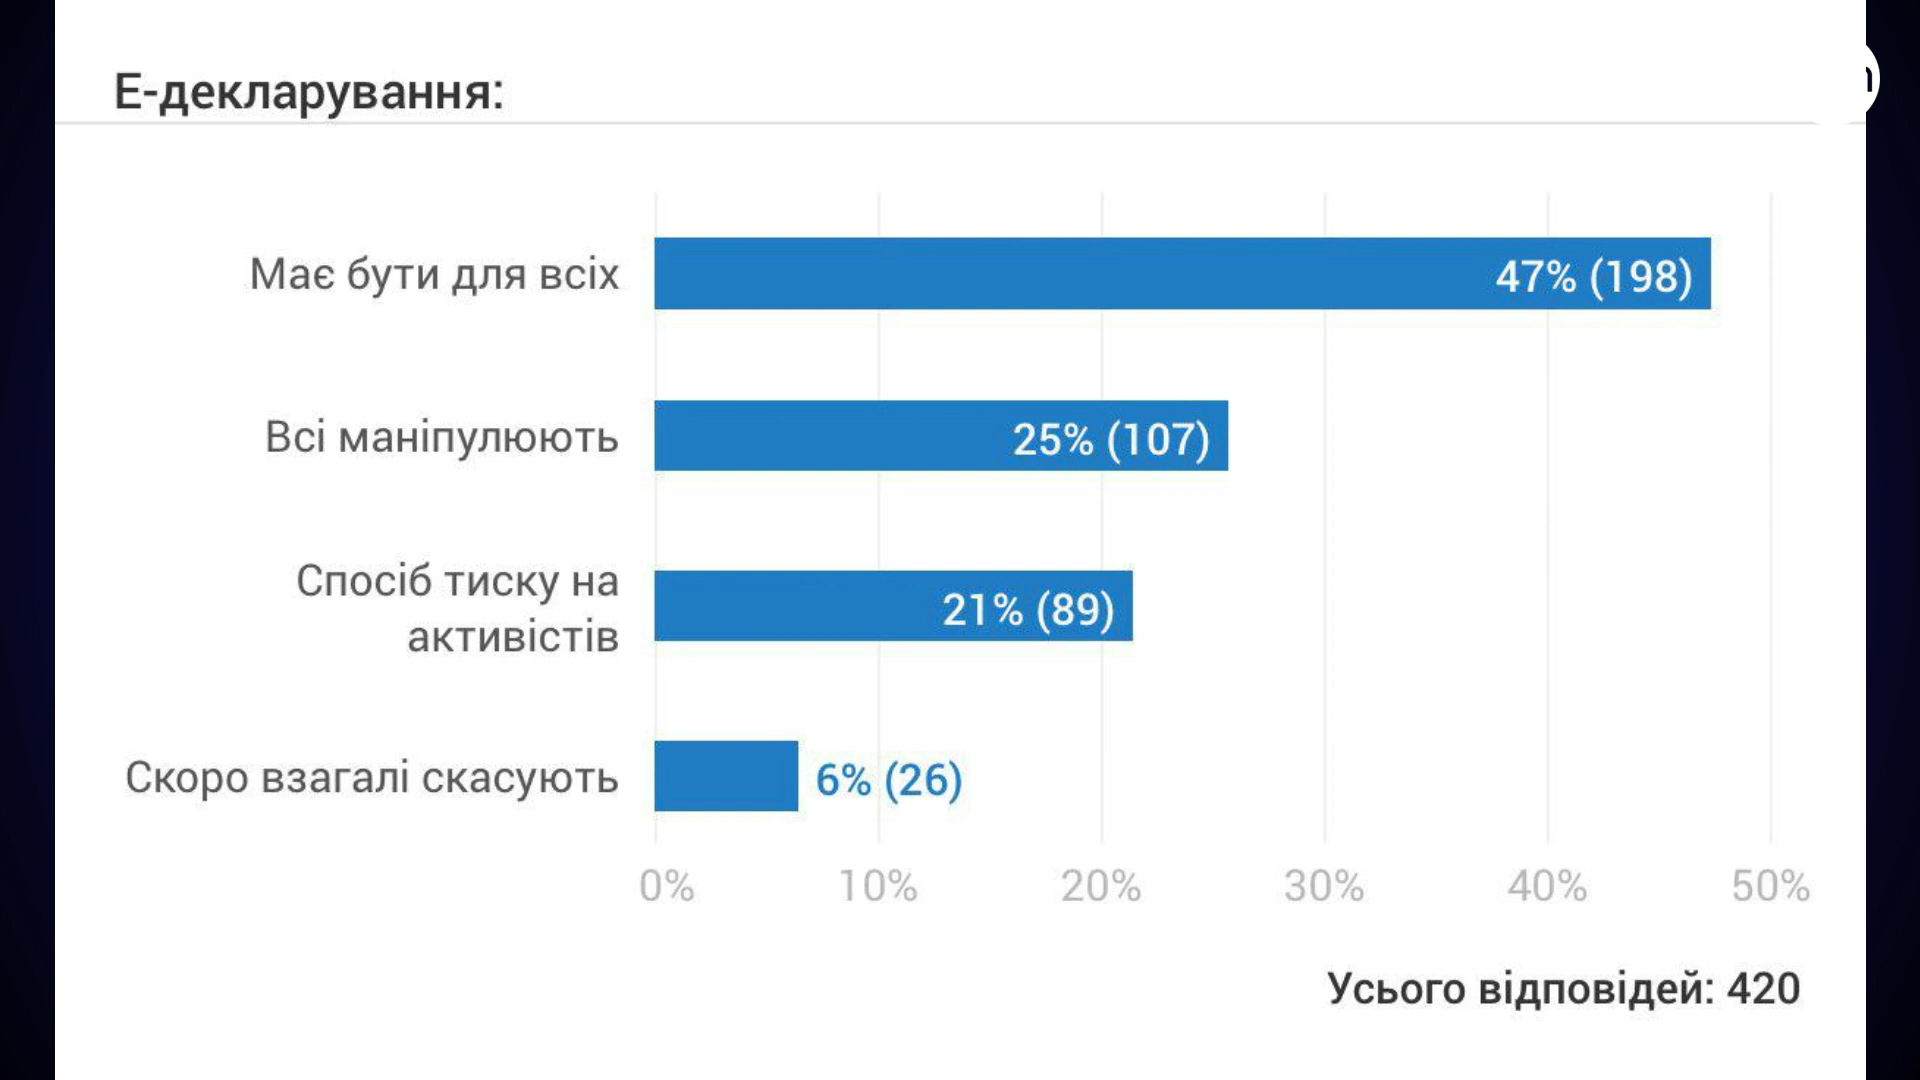 Е-декларування:
Має бути для всіх
47% (198)
Всі маніпулюють
25% (107)
Спосіб тиску на
активістів
21% (89)
Скоро взагалі скасують
6% (26)
0% 10% 20% 30% 40% 50%
Усього відповідей: 420